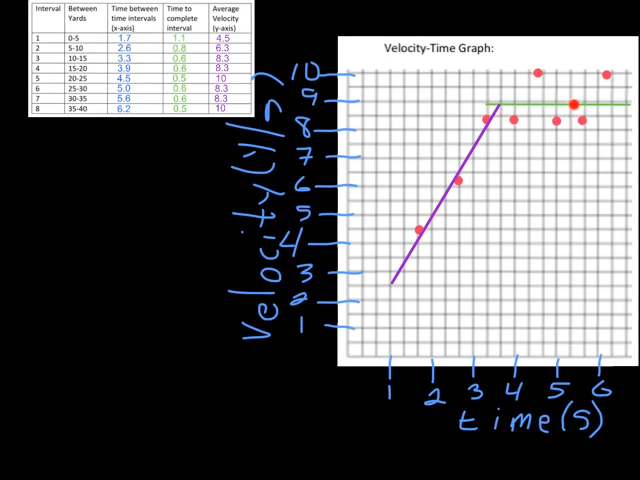 Interval Between Yards Time between time intervals (x-axis) Time to complete interval Average Velocity (y-axis)
1 0-5 1.7 1.1 4.5
2 5-10 2.6 0.8 6.3
3 10-15 3.3 0.6 8.3
4 15-20 3.9 0.6 8.3
5 20-25 4.5 0.5 10
6 25-30 5.0 0.6 8.3
7 30-35 5.6 0.6 8.3
8 35-40 6.2 0.5 10
Velocity-Time Graph:
10
9
8
7
6
5
4
3
2
1
1 2 3 4 5 6
time(s)